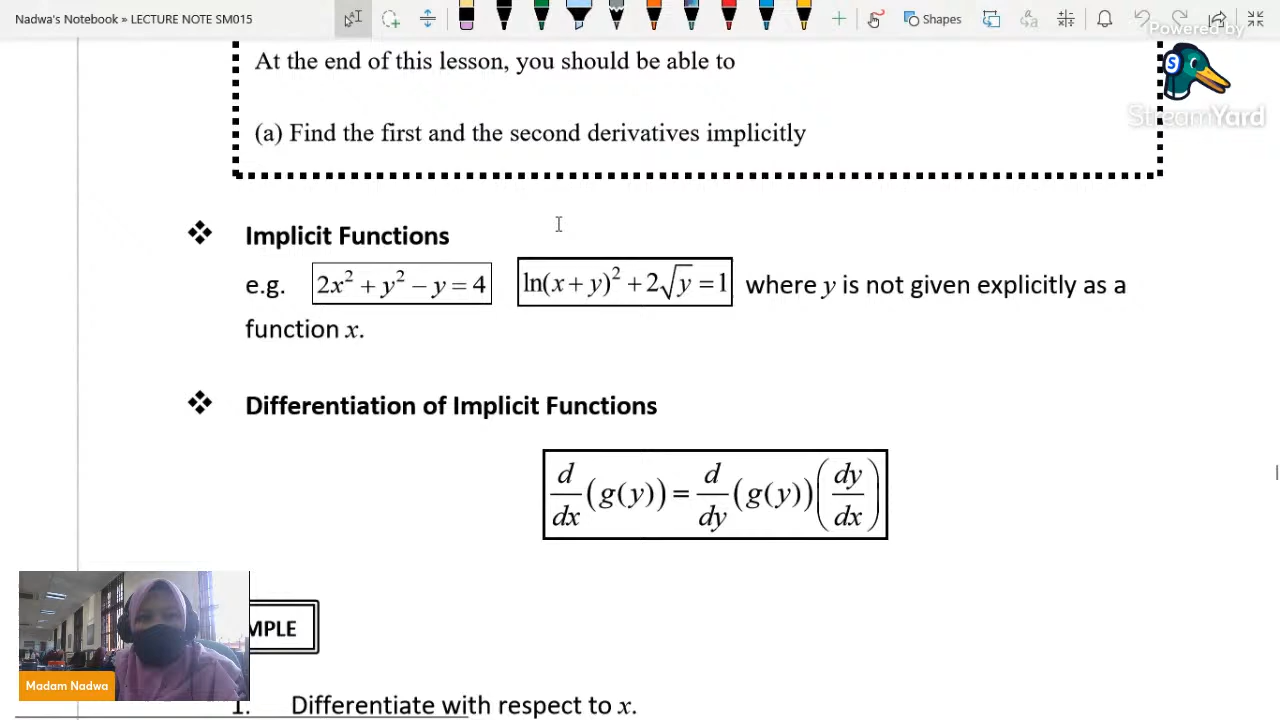 Nadwa's Notebook » LECTURE NOTE SM015
Shapes
Powered by
S
StreamYard
At the end of this lesson, you should be able to
(a) Find the first and the second derivatives implicitly
❖ Implicit Functions
e.g. 2x² + y² − y = 4 ln(x + y)² + 2√y = 1 where y is not given explicitly as a
function x.
❖ Differentiation of Implicit Functions
d/dx (g(y)) = d/dy (g(y)) (dy/dx)
MPLE
Madam Nadwa
1. Differentiate with respect to x.